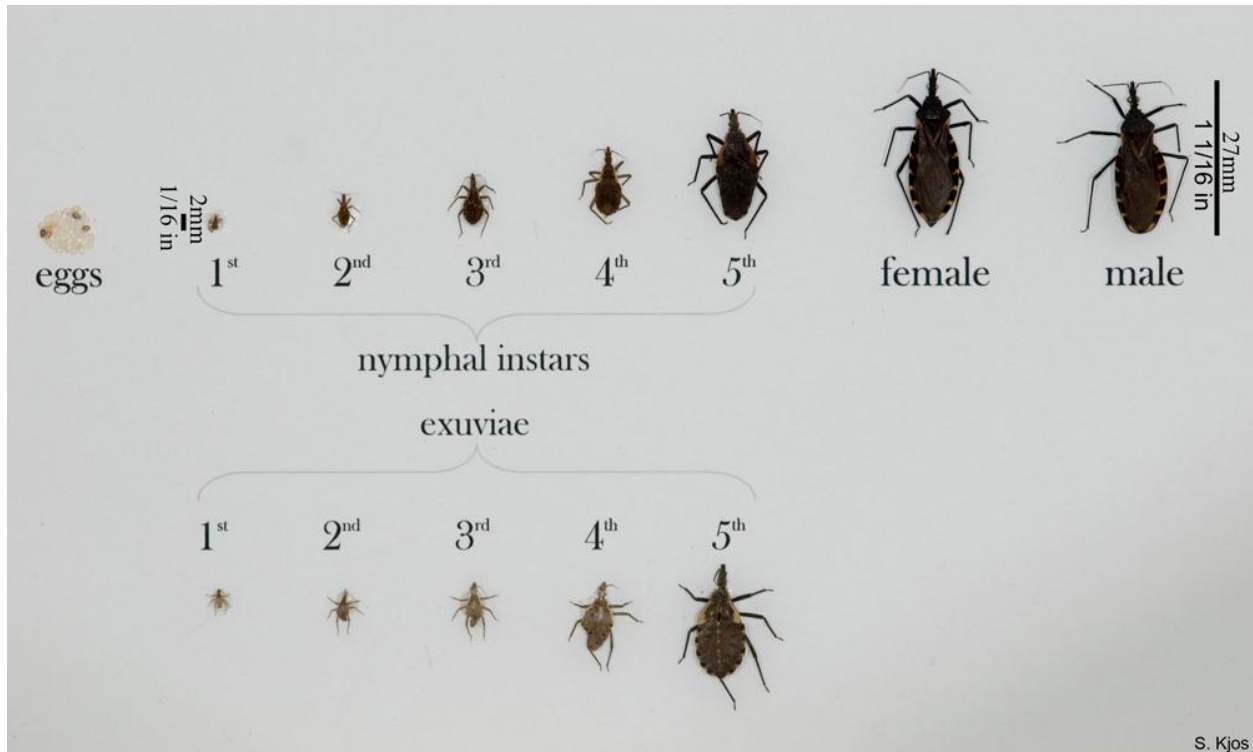 27mm
1 1/16 in
2mm
1/16 in
eggs
1st
2nd
3rd
4th
5th
female
male
nymphal instars
exuviae
1st
2nd
3rd
4th
5th
S. Kjos